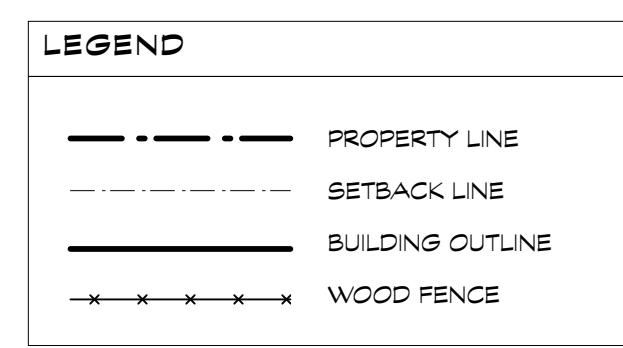 LEGEND
PROPERTY LINE
SETBACK LINE
BUILDING OUTLINE
WOOD FENCE